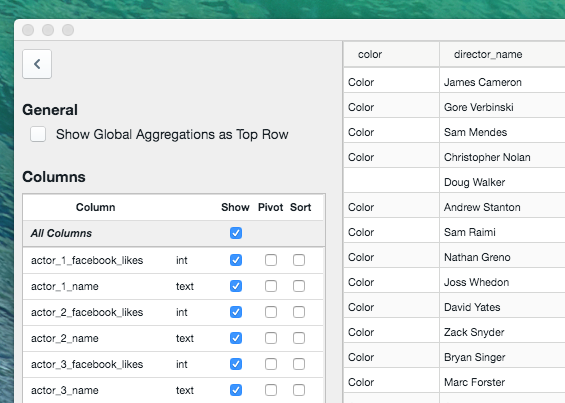 General
Show Global Aggregations as Top Row
Columns
Column Show Pivot Sort
All Columns
actor_1_facebook_likes int
actor_1_name text
actor_2_facebook_likes int
actor_2_name text
actor_3_facebook_likes int
actor_3_name text
color director_name
Color James Cameron
Color Gore Verbinski
Color Sam Mendes
Color Christopher Nolan
Doug Walker
Color Andrew Stanton
Color Sam Raimi
Color Nathan Greno
Color Joss Whedon
Color David Yates
Color Zack Snyder
Color Bryan Singer
Color Marc Forster